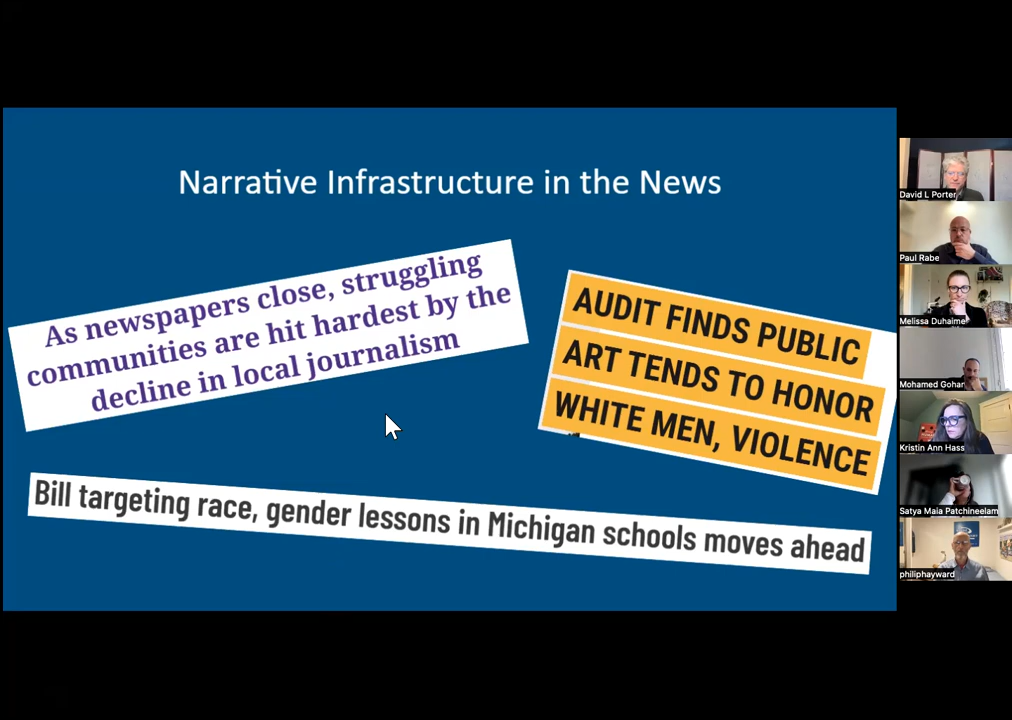 Narrative Infrastructure in the News
As newspapers close, struggling
communities are hit hardest by the
decline in local journalism
AUDIT FINDS PUBLIC
ART TENDS TO HONOR
WHITE MEN, VIOLENCE
Bill targeting race, gender lessons in Michigan schools moves ahead
David L Porter
Paul Rabe
Melissa Duhaime
Mohamed Gohar
Kristin Ann Hass
Satya Maia Patchineelam
philiphayward